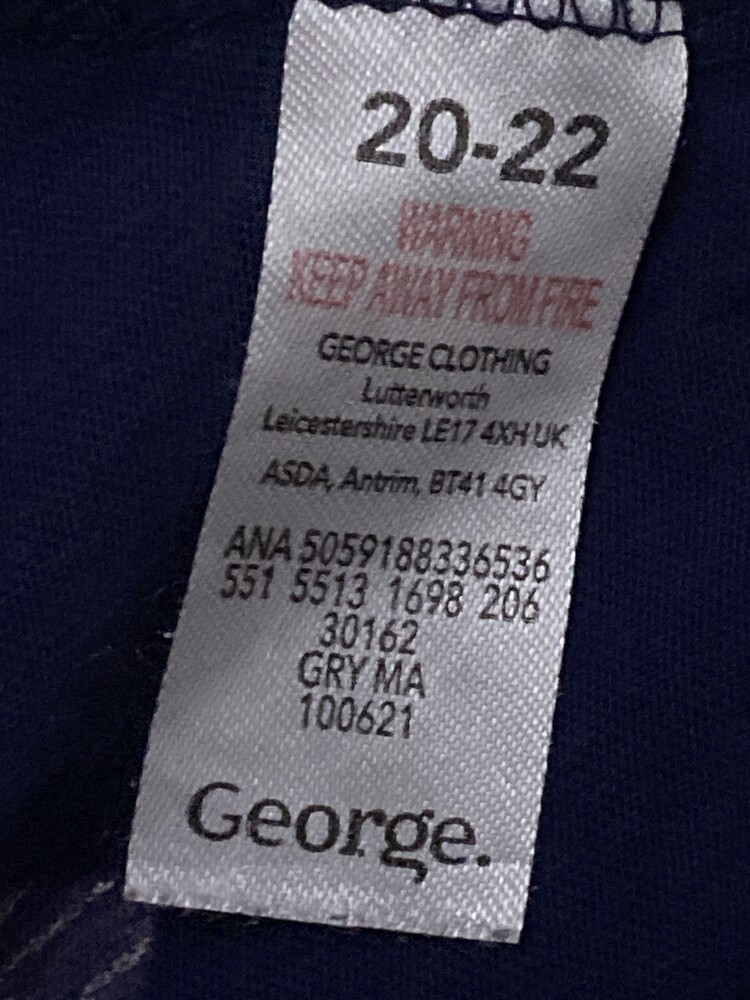 20-22
WARNING
KEEP AWAY FROM FIRE
GEORGE CLOTHING
Lutterworth
Leicestershire LE17 4XH UK
ASDA, Antrim, BT41 4GY
ANA 5059188336536
551 5513 1698 206
30162
GRY MA
100621
George.